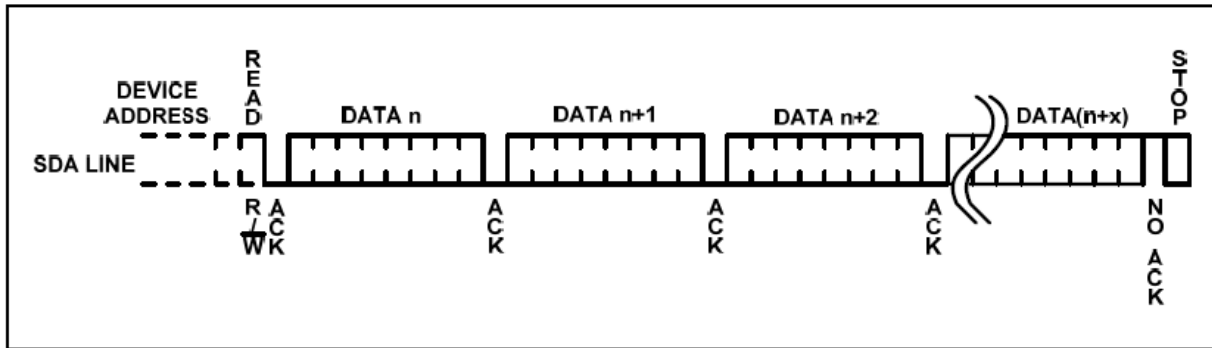 READ
STOP
DEVICE
ADDRESS
DATA n
DATA n+1
DATA n+2
DATA(n+x)
SDA LINE
R/W
ACK
ACK
ACK
ACK
NO ACK